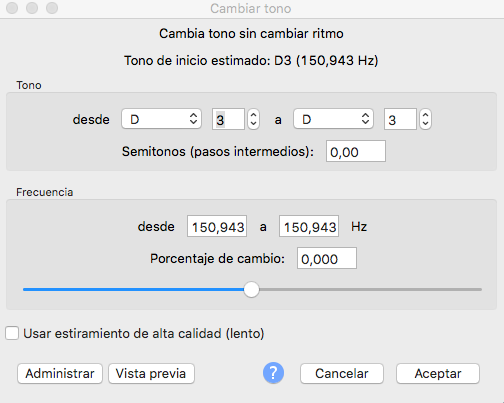 Cambiar tono
Cambia tono sin cambiar ritmo
Tono de inicio estimado: D3 (150,943 Hz)
Tono
desde D 3 a D 3
Semitonos (pasos intermedios): 0,00
Frecuencia
desde 150,943 a 150,943 Hz
Porcentaje de cambio: 0,000
Usar estiramiento de alta calidad (lento)
Administrar Vista previa ? Cancelar Aceptar